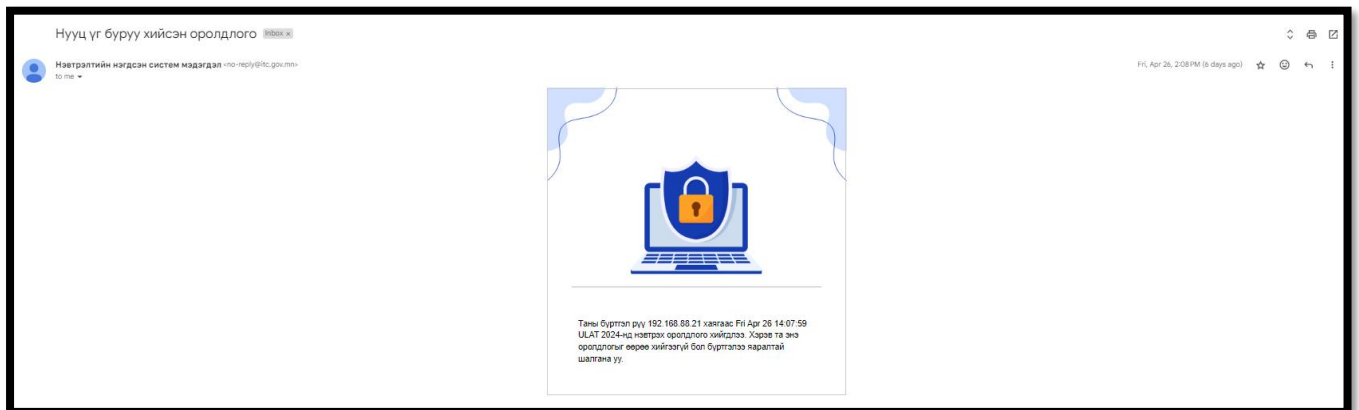 Нууц үг буруу хийсэн оролдлого Inbox ×
Нэвтрэлтийн нэгдсэн систем мэдэгдэл <no-reply@itc.gov.mn> Fri, Apr 26, 2:08 PM (6 days ago)
to me
Таны бүртгэл рүү 192.168.88.21 хаягаас Fri Apr 26 14:07:59
ULAT 2024-нд нэвтрэх оролдлого хийгдлээ. Хэрэв та энэ
оролдлогыг өөрөө хийгээгүй бол бүртгэлээ яаралтай
шалгана уу.